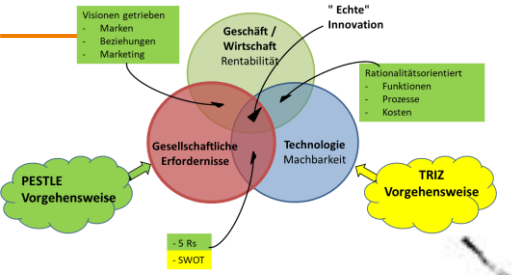 Visionen getrieben
- Marken
- Beziehungen
- Marketing
Geschäft /
Wirtschaft
Rentabilität
" Echte"
Innovation
Rationalitätsorientiert
- Funktionen
- Prozesse
- Kosten
Gesellschaftliche
Erfordernisse
Technologie
Machbarkeit
PESTLE
Vorgehensweise
TRIZ
Vorgehensweise
- 5 Rs
- SWOT